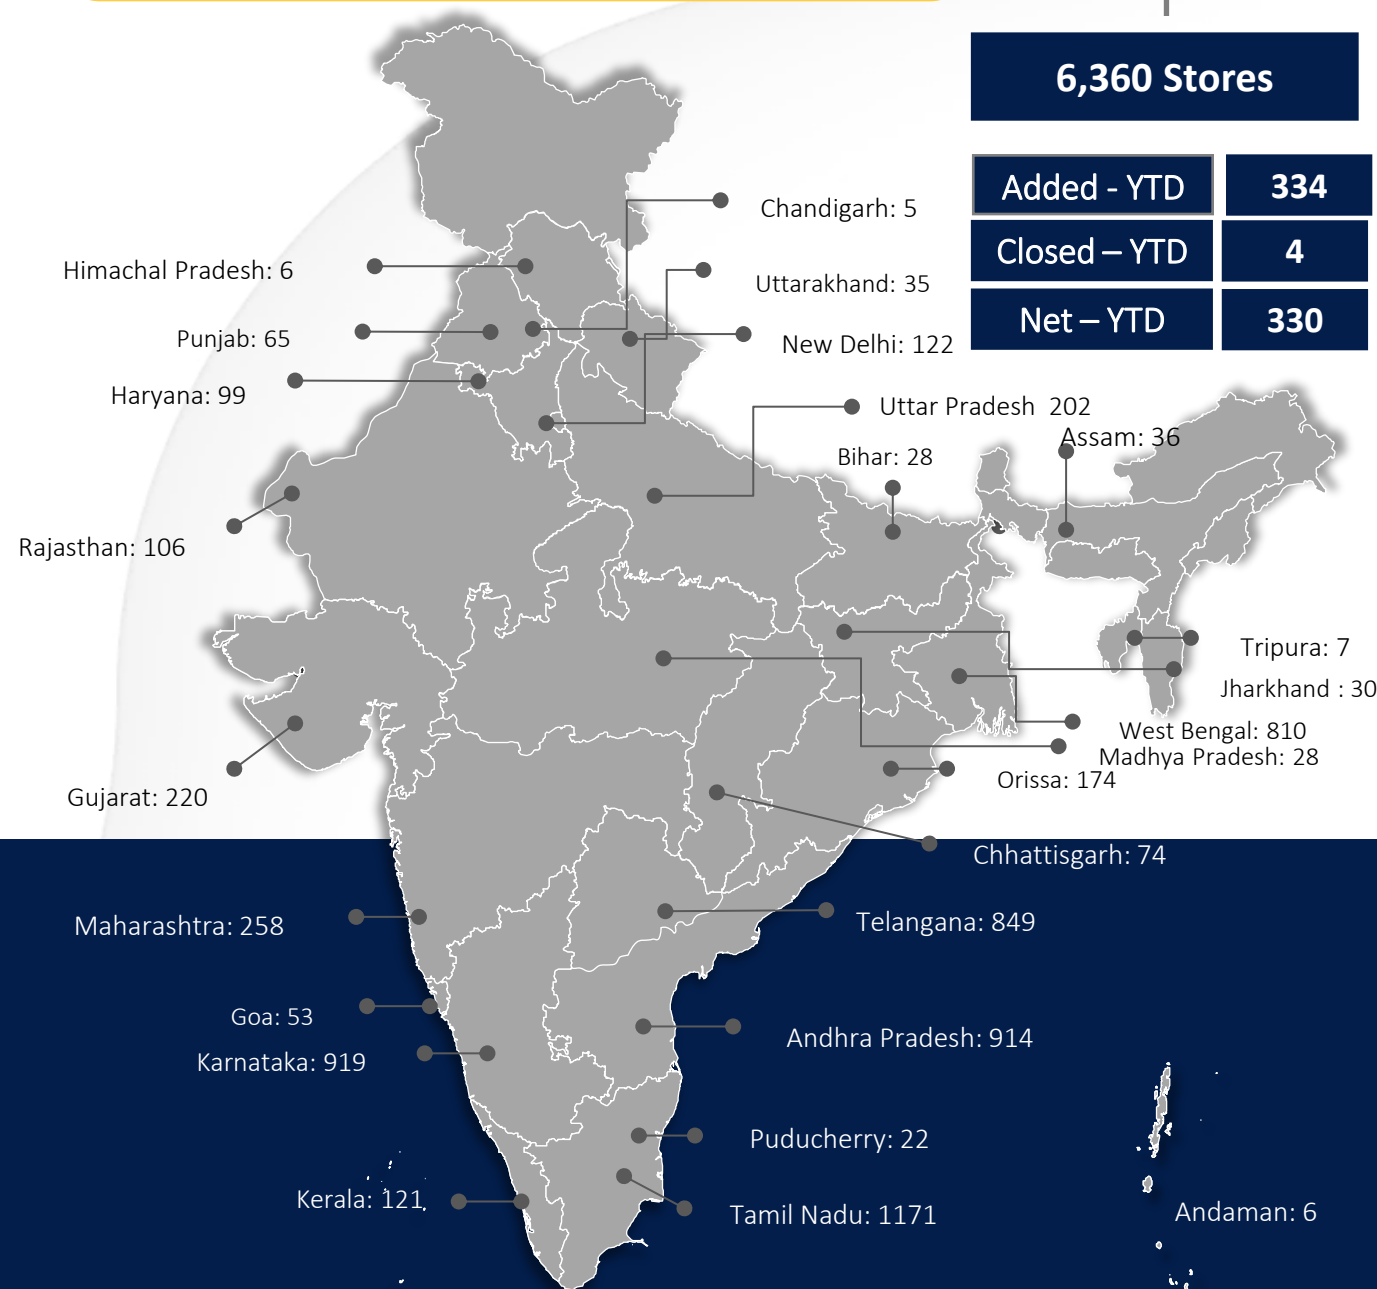 6,360 Stores
Added - YTD 334
Closed – YTD 4
Net – YTD 330
Chandigarh: 5
Himachal Pradesh: 6
Uttarakhand: 35
Punjab: 65
New Delhi: 122
Haryana: 99
Uttar Pradesh 202
Assam: 36
Bihar: 28
Rajasthan: 106
Tripura: 7
Jharkhand : 30
West Bengal: 810
Madhya Pradesh: 28
Orissa: 174
Gujarat: 220
Chhattisgarh: 74
Maharashtra: 258
Telangana: 849
Goa: 53
Andhra Pradesh: 914
Karnataka: 919
Puducherry: 22
Kerala: 121
Tamil Nadu: 1171
Andaman: 6